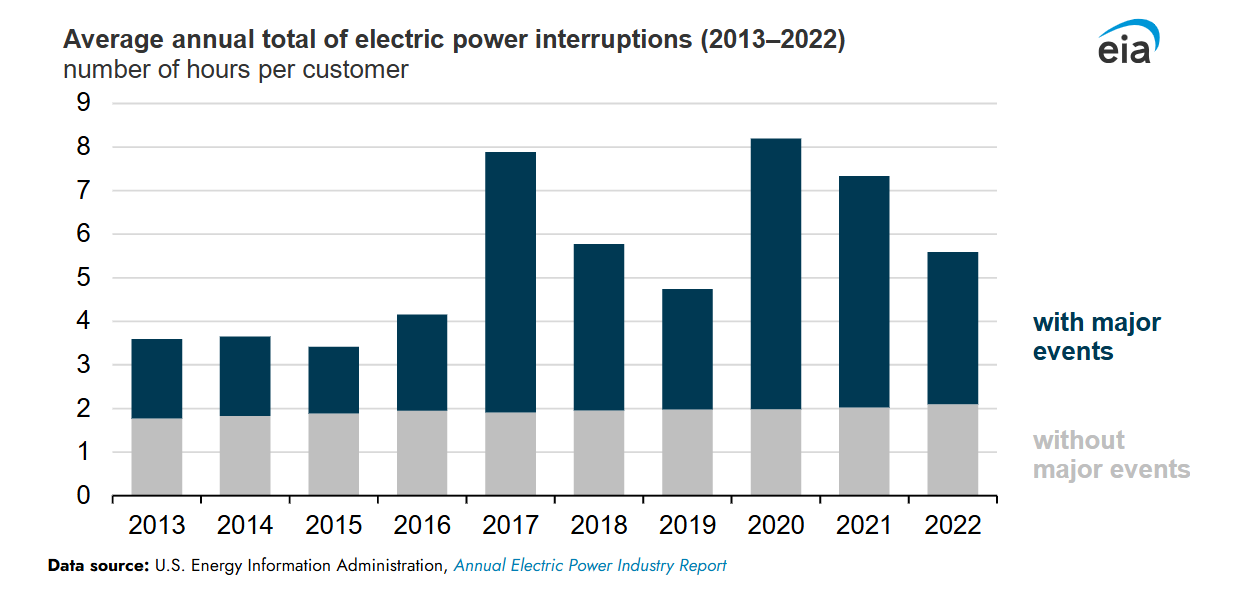 Average annual total of electric power interruptions (2013–2022)
number of hours per customer
eia
9
8
7
6
5
4
3
2
1
0
with major
events
without
major events
2013 2014 2015 2016 2017 2018 2019 2020 2021 2022
Data source: U.S. Energy Information Administration, Annual Electric Power Industry Report